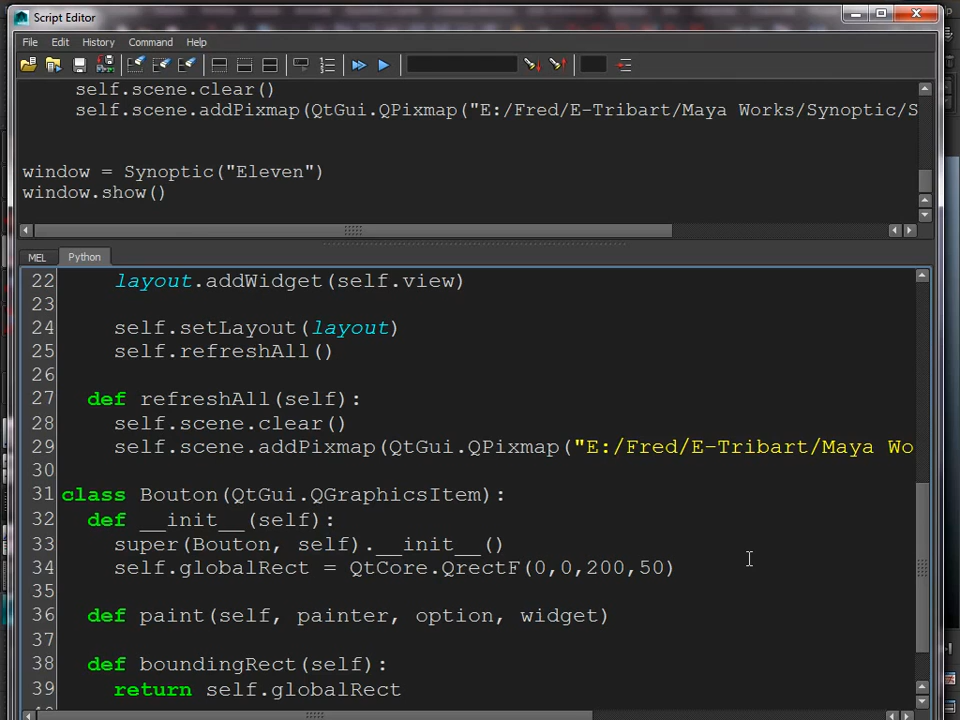 Script Editor
File Edit History Command Help
self.scene.clear()
self.scene.addPixmap(QtGui.QPixmap("E:/Fred/E-Tribart/Maya Works/Synoptic/S
window = Synoptic("Eleven")
window.show()
MEL Python
22 layout.addWidget(self.view)
23
24 self.setLayout(layout)
25 self.refreshAll()
26
27 def refreshAll(self):
28 self.scene.clear()
29 self.scene.addPixmap(QtGui.QPixmap("E:/Fred/E-Tribart/Maya Wo
30
31 class Bouton(QtGui.QGraphicsItem):
32 def __init__(self):
33 super(Bouton, self).__init__()
34 self.globalRect = QtCore.QrectF(0,0,200,50)
35
36 def paint(self, painter, option, widget)
37
38 def boundingRect(self):
39 return self.globalRect